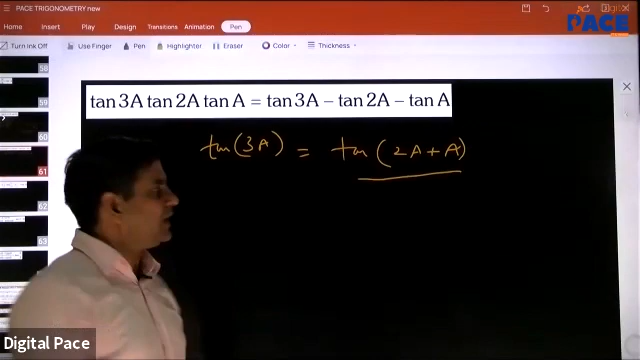 PACE TRIGONOMETRY new
Home Insert Play Design Transitions Animation Pen
PACE
Turn Ink Off Use Finger Pen Highlighter Eraser Color Thickness
58
59
60
61
62
63
tan 3A tan 2A tan A = tan 3A − tan 2A − tan A
tan(3A) = tan(2A+A)
Digital Pace